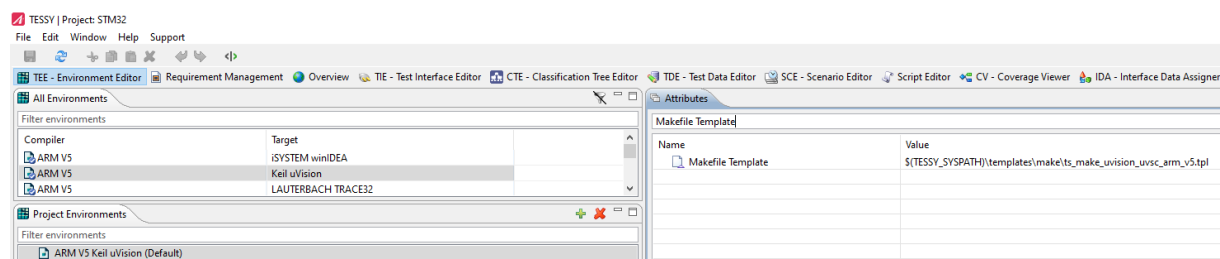 TESSY | Project: STM32
File Edit Window Help Support
TEE - Environment Editor Requirement Management Overview TIE - Test Interface Editor CTE - Classification Tree Editor TDE - Test Data Editor SCE - Scenario Editor Script Editor CV - Coverage Viewer IDA - Interface Data Assigner
All Environments
Filter environments
Compiler Target
ARM V5 iSYSTEM winIDEA
ARM V5 Keil uVision
ARM V5 LAUTERBACH TRACE32
Project Environments
Filter environments
ARM V5 Keil uVision (Default)
Attributes
Makefile Template
Name Value
Makefile Template $(TESSY_SYSPATH)\templates\make\ts_make_uvision_uvsc_arm_v5.tpl